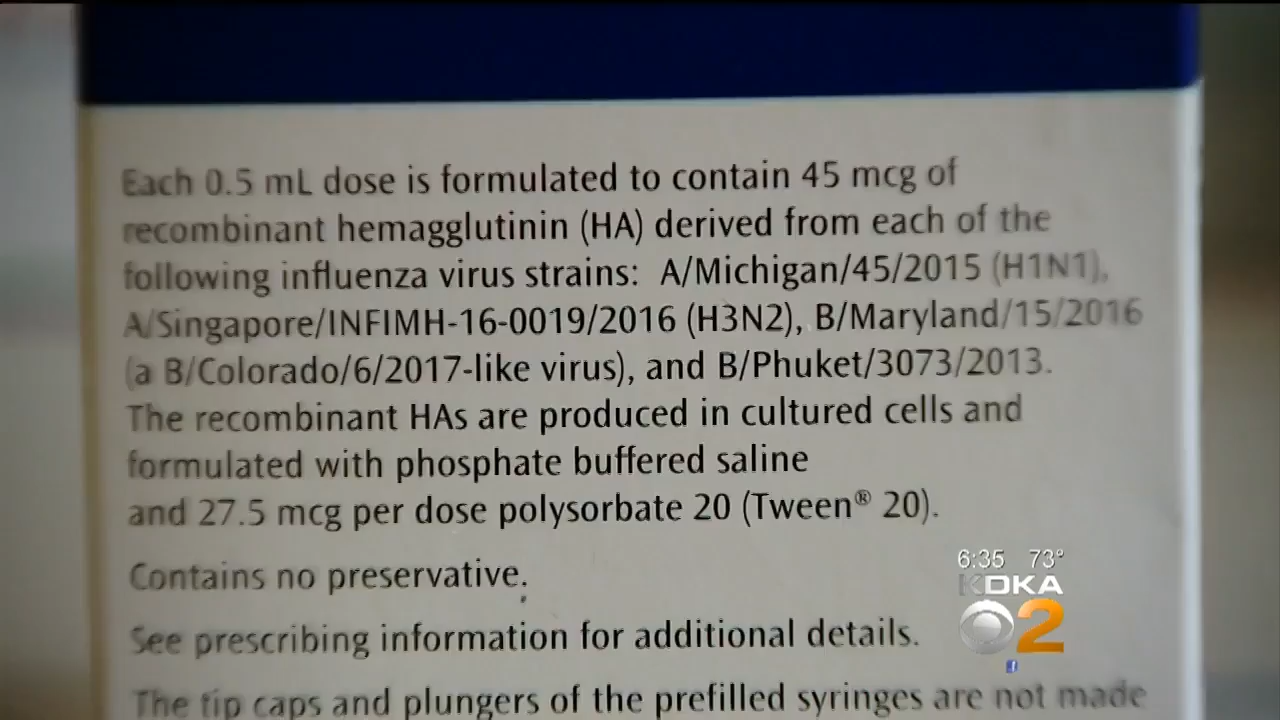 Each 0.5 mL dose is formulated to contain 45 mcg of
recombinant hemagglutinin (HA) derived from each of the
following influenza virus strains: A/Michigan/45/2015 (H1N1),
A/Singapore/INFIMH-16-0019/2016 (H3N2), B/Maryland/15/2016
(a B/Colorado/6/2017-like virus), and B/Phuket/3073/2013.
The recombinant HAs are produced in cultured cells and
formulated with phosphate buffered saline
and 27.5 mcg per dose polysorbate 20 (Tween® 20).
Contains no preservative.
See prescribing information for additional details.
The tip caps and plungers of the prefilled syringes are not made
6:35 73°
KDKA
2
f